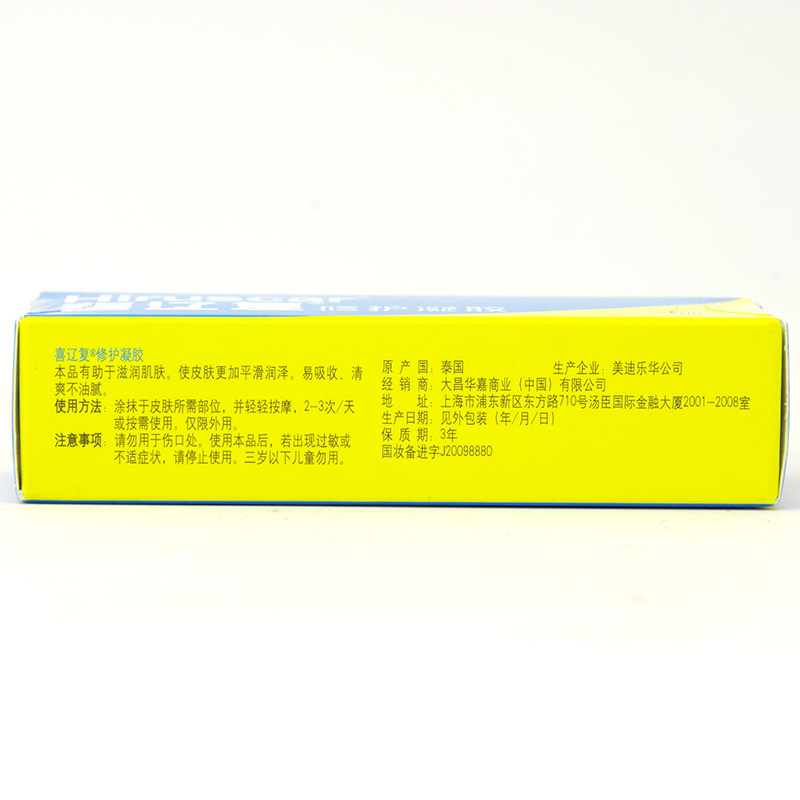 Hiruscar
修护凝胶
喜辽复®修护凝胶
本品有助于滋润肌肤。使皮肤更加平滑润泽。易吸收、清
爽不油腻。
使用方法：涂抹于皮肤所需部位，并轻轻按摩，2-3次/天
或按需使用。仅限外用。
注意事项：请勿用于伤口处。使用本品后，若出现过敏或
不适症状，请停止使用。三岁以下儿童勿用。
原 产 国：泰国 生产企业：美迪乐华公司
经 销 商：大昌华嘉商业（中国）有限公司
地 址：上海市浦东新区东方路710号汤臣国际金融大厦2001-2008室
生产日期：见外包装（年/月/日）
保 质 期：3年
国妆备进字J20098880